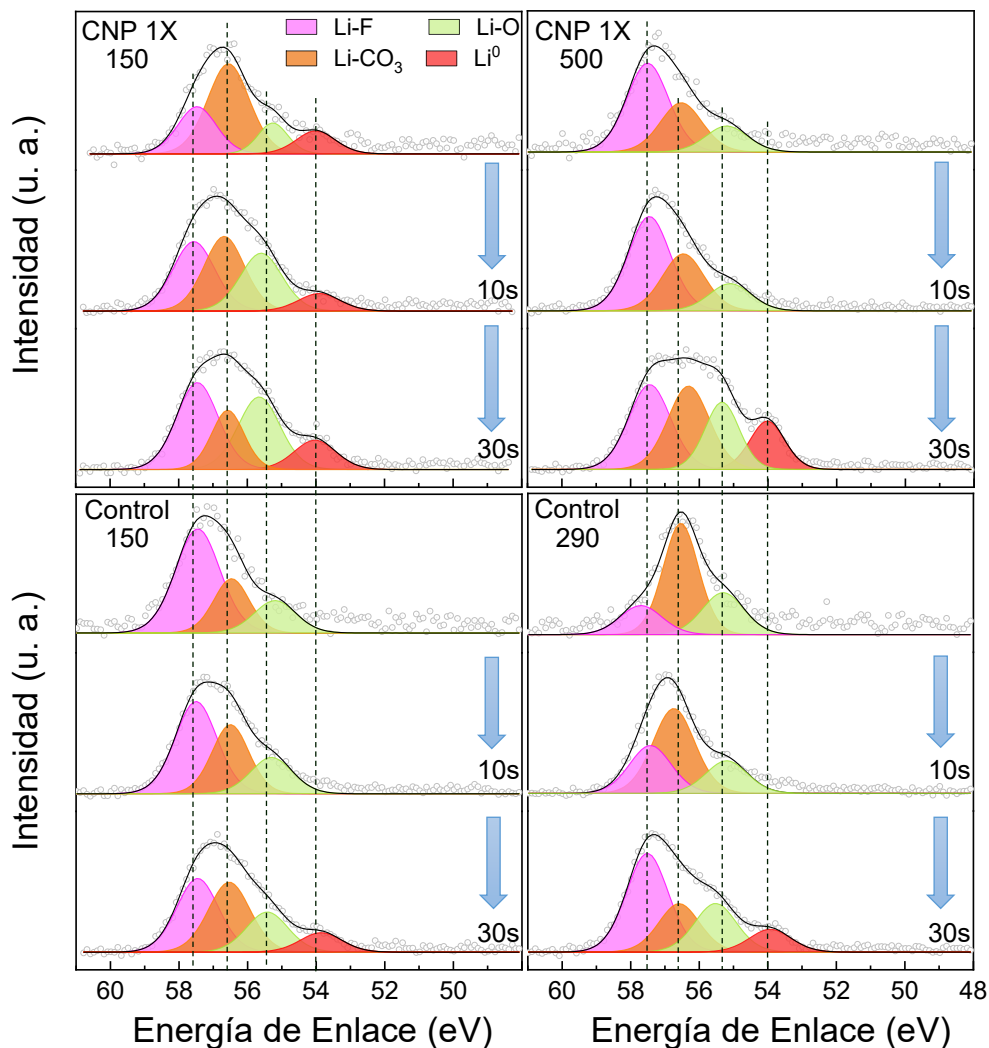 CNP 1X
150
Li-F
Li-O
Li-CO₃
Li⁰
10s
30s
CNP 1X
500
10s
30s
Control
150
10s
30s
Control
290
10s
30s
Intensidad (u. a.)
Intensidad (u. a.)
60 58 56 54 52 50
60 58 56 54 52 50 48
Energía de Enlace (eV)
Energía de Enlace (eV)